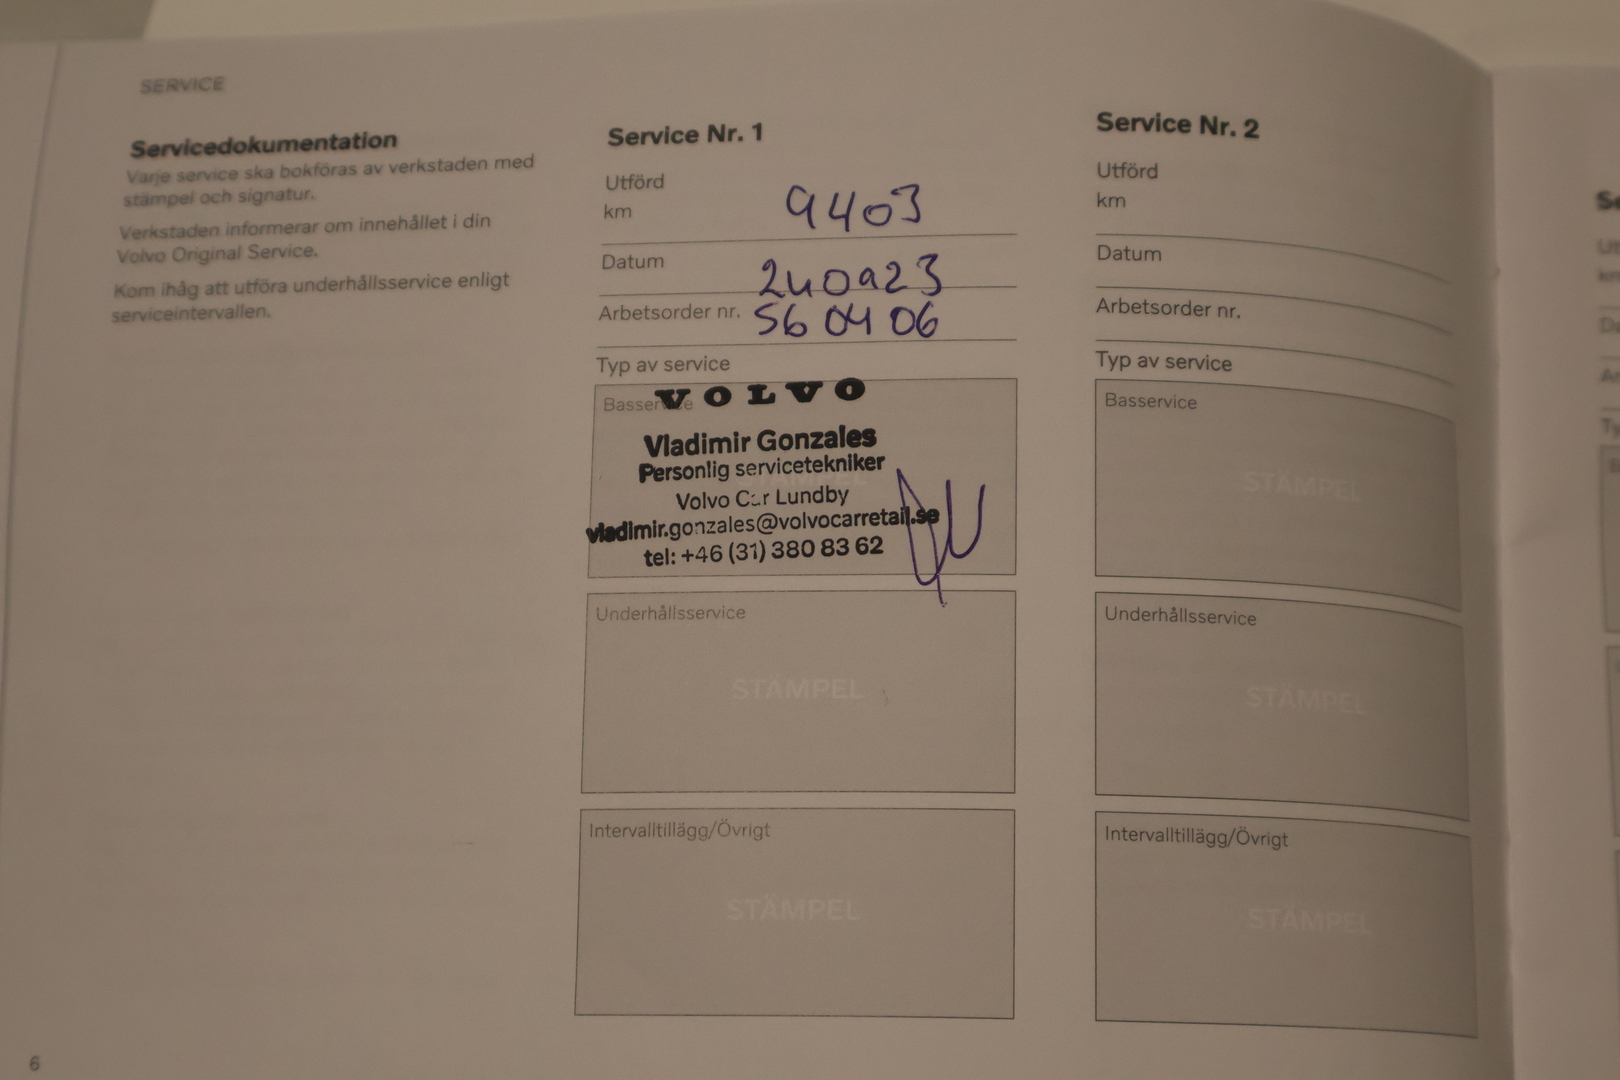 SERVICE
Servicedokumentation
Varje service ska bokföras av verkstaden med
stämpel och signatur.
Verkstaden informerar om innehållet i din
Volvo Original Service.
Kom ihåg att utföra underhållsservice enligt
serviceintervallen.
Service Nr. 1
Utförd
km 9403
Datum 240923
Arbetsorder nr. 560406
Typ av service
Basservice
VOLVO
Vladimir Gonzales
Personlig servicetekniker
Volvo Car Lundby
vladimir.gonzales@volvocarretail.se
tel: +46 (31) 380 83 62
Underhållsservice
STÄMPEL
Intervalltillägg/Övrigt
STÄMPEL
Service Nr. 2
Utförd
km
Datum
Arbetsorder nr.
Typ av service
Basservice
STÄMPEL
Underhållsservice
STÄMPEL
Intervalltillägg/Övrigt
STÄMPEL
6